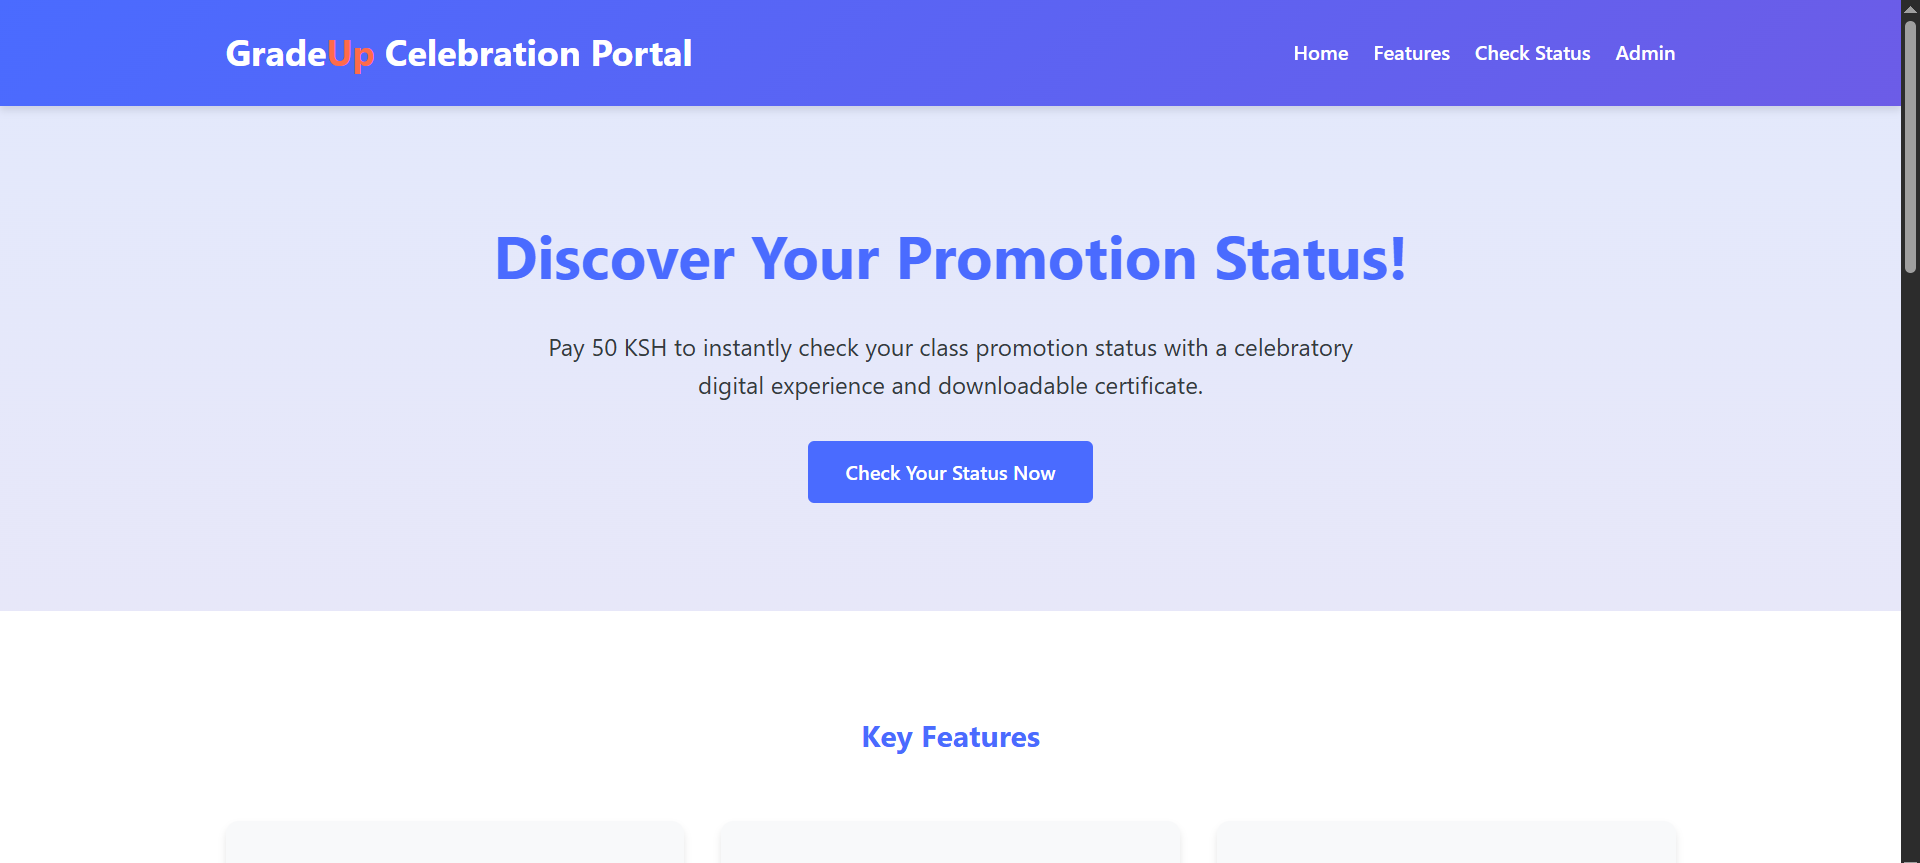 GradeUp Celebration Portal
Home Features Check Status Admin
Discover Your Promotion Status!
Pay 50 KSH to instantly check your class promotion status with a celebratory
digital experience and downloadable certificate.
Check Your Status Now
Key Features